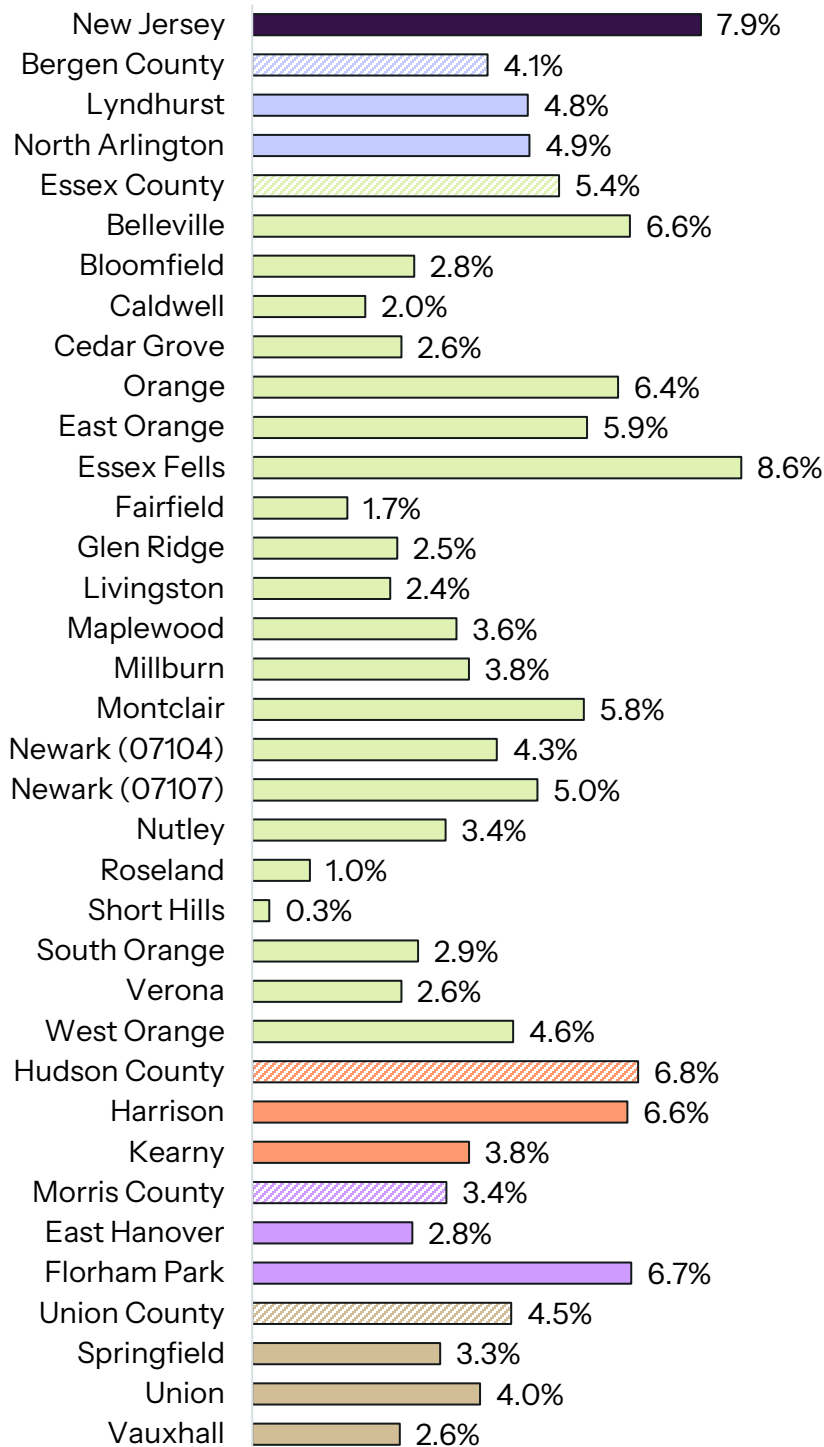 New Jersey 7.9%
Bergen County 4.1%
Lyndhurst 4.8%
North Arlington 4.9%
Essex County 5.4%
Belleville 6.6%
Bloomfield 2.8%
Caldwell 2.0%
Cedar Grove 2.6%
Orange 6.4%
East Orange 5.9%
Essex Fells 8.6%
Fairfield 1.7%
Glen Ridge 2.5%
Livingston 2.4%
Maplewood 3.6%
Millburn 3.8%
Montclair 5.8%
Newark (07104) 4.3%
Newark (07107) 5.0%
Nutley 3.4%
Roseland 1.0%
Short Hills 0.3%
South Orange 2.9%
Verona 2.6%
West Orange 4.6%
Hudson County 6.8%
Harrison 6.6%
Kearny 3.8%
Morris County 3.4%
East Hanover 2.8%
Florham Park 6.7%
Union County 4.5%
Springfield 3.3%
Union 4.0%
Vauxhall 2.6%